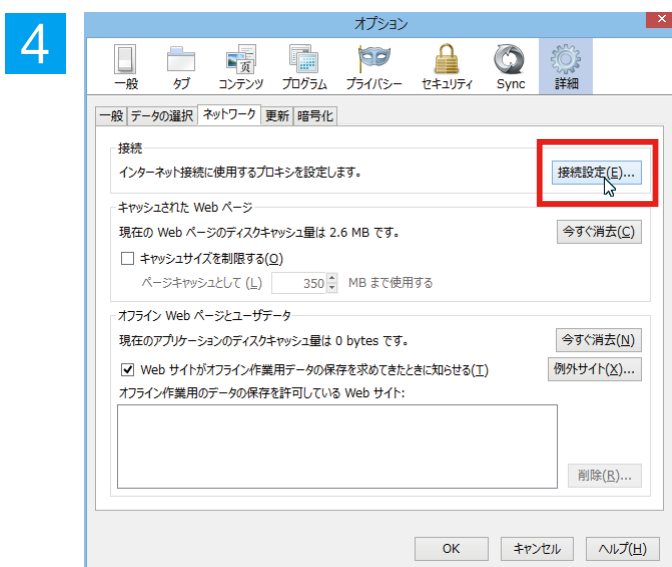 4
オプション
一般 タブ コンテンツ プログラム プライバシー セキュリティ Sync 詳細
一般 データの選択 ネットワーク 更新 暗号化
接続
インターネット接続に使用するプロキシを設定します。 接続設定(E)...
キャッシュされた Web ページ
現在の Web ページのディスクキャッシュ量は 2.6 MB です。 今すぐ消去(C)
キャッシュサイズを制限する(O)
ページキャッシュとして (L) 350 MB まで使用する
オフライン Web ページとユーザデータ
現在のアプリケーションのディスクキャッシュ量は 0 bytes です。 今すぐ消去(N)
Web サイトがオフライン作業用データの保存を求めてきたときに知らせる(T) 例外サイト(X)...
オフライン作業用のデータの保存を許可している Web サイト:
削除(R)...
OK キャンセル ヘルプ(H)